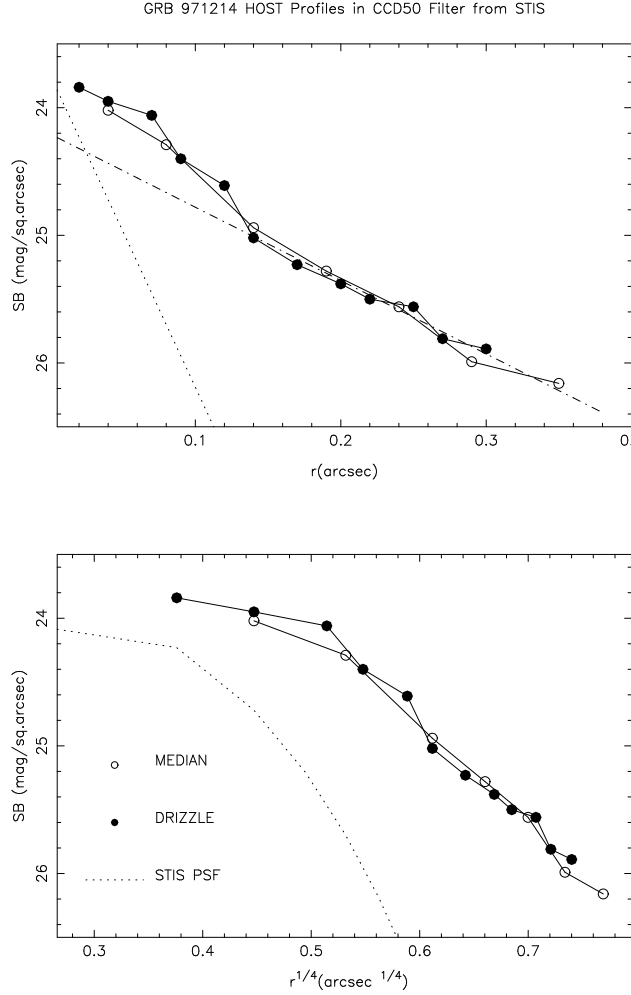 GRB 971214 HOST Profiles in CCD50 Filter from STIS
24
25
26
SB (mag/sq.arcsec)
0.1
0.2
0.3
0
r(arcsec)
24
25
26
SB (mag/sq.arcsec)
MEDIAN
DRIZZLE
STIS PSF
0.3
0.4
0.5
0.6
0.7
r1/4(arcsec 1/4)